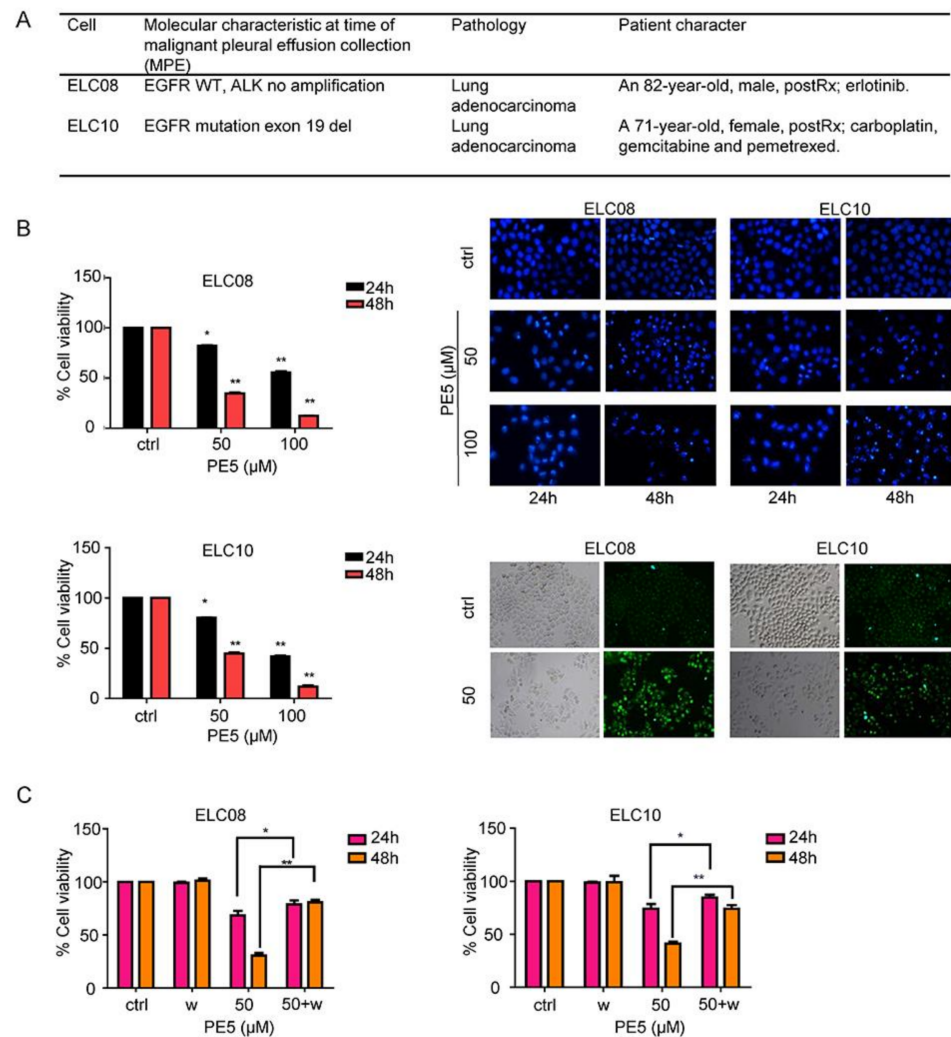 A
Cell Molecular characteristic at time of malignant pleural effusion collection (MPE) Pathology Patient character
ELC08 EGFR WT, ALK no amplification Lung adenocarcinoma An 82-year-old, male, postRx; erlotinib.
ELC10 EGFR mutation exon 19 del Lung adenocarcinoma A 71-year-old, female, postRx; carboplatin, gemcitabine and pemetrexed.
B
ELC08
150
100
50
0
% Cell viability
24h
48h
*
**
**
**
ctrl 50 100
PE5 (µM)
ELC08 ELC10
ctrl
PE5 (µM)
50
100
24h 48h 24h 48h
ELC10
150
100
50
0
% Cell viability
24h
48h
*
**
**
**
ctrl 50 100
PE5 (µM)
ELC08 ELC10
ctrl
50
C
ELC08
150
100
50
0
% Cell viability
24h
48h
*
**
ctrl w 50 50+w
PE5 (µM)
ELC10
150
100
50
0
% Cell viability
24h
48h
*
**
ctrl w 50 50+w
PE5 (µM)